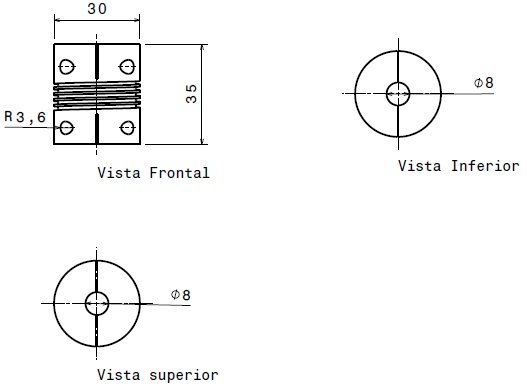 30
35
R3,6
Vista Frontal
Φ8
Vista Inferior
Φ8
Vista superior